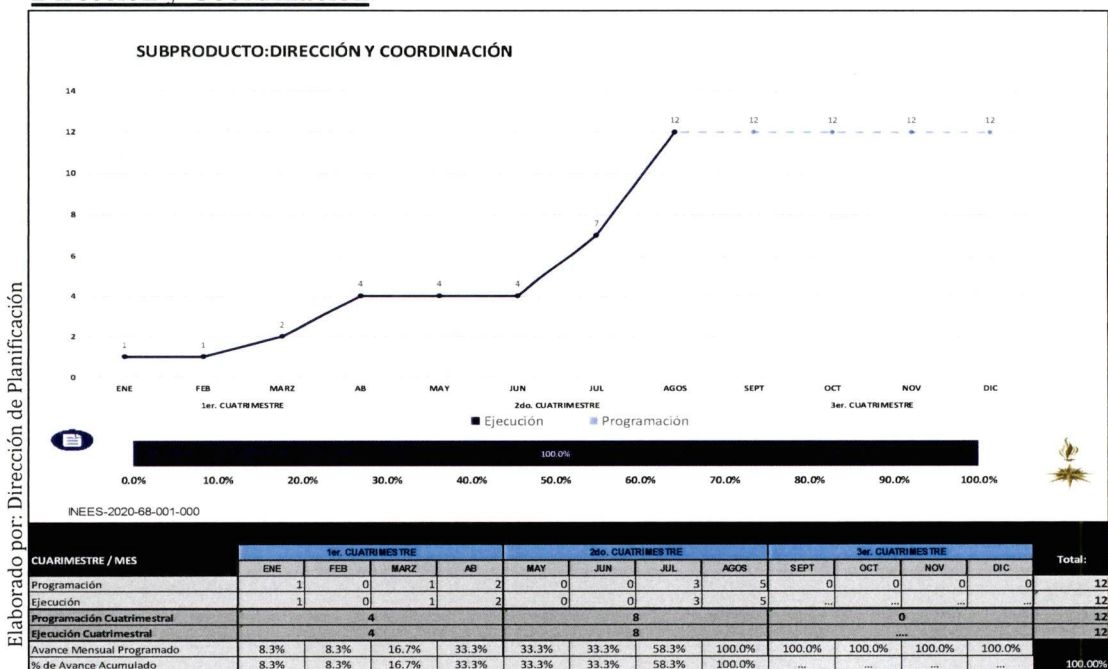 SUBPRODUCTO:DIRECCIÓN Y COORDINACIÓN
14
12
10
8
6
4
2
0
1
1
2
4
4
4
7
12
12
12
12
12
ENE FEB MARZ AB MAY JUN JUL AGOS SEPT OCT NOV DIC
1er. CUATRIMESTRE 2do. CUATRIMESTRE 3er. CUATRIMESTRE
Ejecución Programación
100.0%
0.0% 10.0% 20.0% 30.0% 40.0% 50.0% 60.0% 70.0% 80.0% 90.0% 100.0%
INEES-2020-68-001-000
Elaborado por: Dirección de Planificación
CUARIMESTRE / MES 1er. CUATRIMESTRE 2do. CUATRIMESTRE 3er. CUATRIMESTRE Total:
ENE FEB MARZ AB MAY JUN JUL AGOS SEPT OCT NOV DIC
Programación 1 0 1 2 0 0 3 5 0 0 0 0 12
Ejecución 1 0 1 2 0 0 3 5 ... ... ... ... 12
Programación Cuatrimestral 4 8 0 12
Ejecución Cuatrimestral 4 8 .... 12
Avance Mensual Programado 8.3% 8.3% 16.7% 33.3% 33.3% 33.3% 58.3% 100.0% 100.0% 100.0% 100.0% 100.0%
% de Avance Acumulado 8.3% 8.3% 16.7% 33.3% 33.3% 33.3% 58.3% 100.0% ... ... ... ... 100.00%